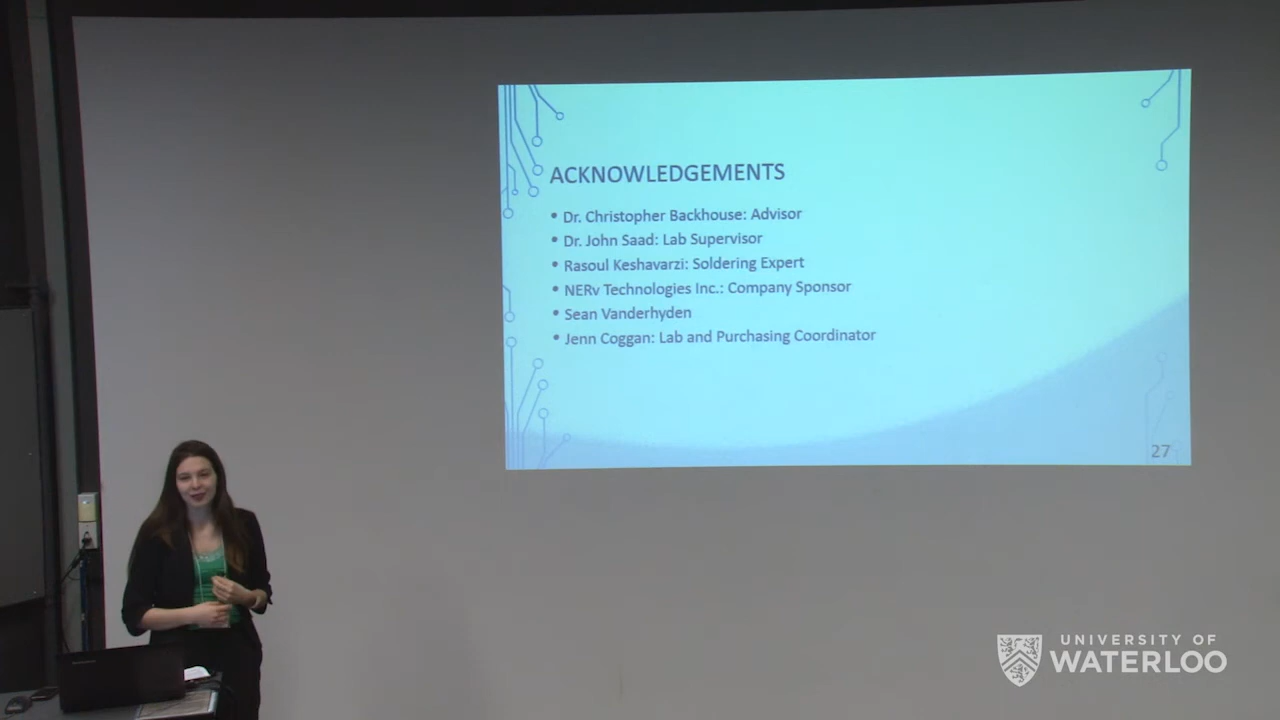 ACKNOWLEDGEMENTS
• Dr. Christopher Backhouse: Advisor
• Dr. John Saad: Lab Supervisor
• Rasoul Keshavarzi: Soldering Expert
• NERv Technologies Inc.: Company Sponsor
• Sean Vanderhyden
• Jenn Coggan: Lab and Purchasing Coordinator
27
UNIVERSITY OF
WATERLOO